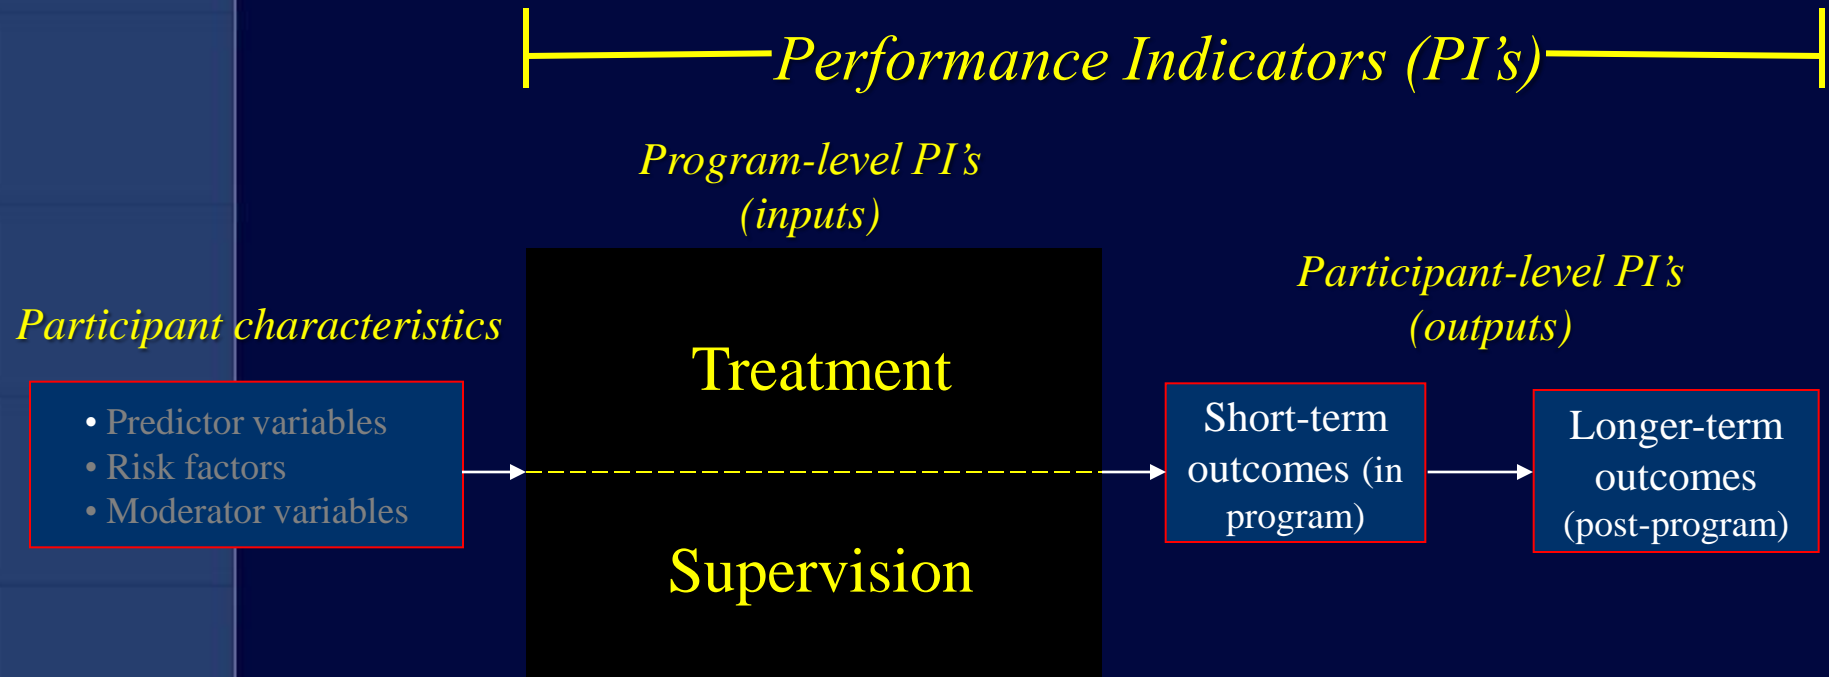 Performance Indicators (PI’s)
Program-level PI’s
(inputs)
Participant-level PI’s
(outputs)
Participant characteristics
• Predictor variables
• Risk factors
• Moderator variables
Treatment
Supervision
Short-term
outcomes (in
program)
Longer-term
outcomes
(post-program)